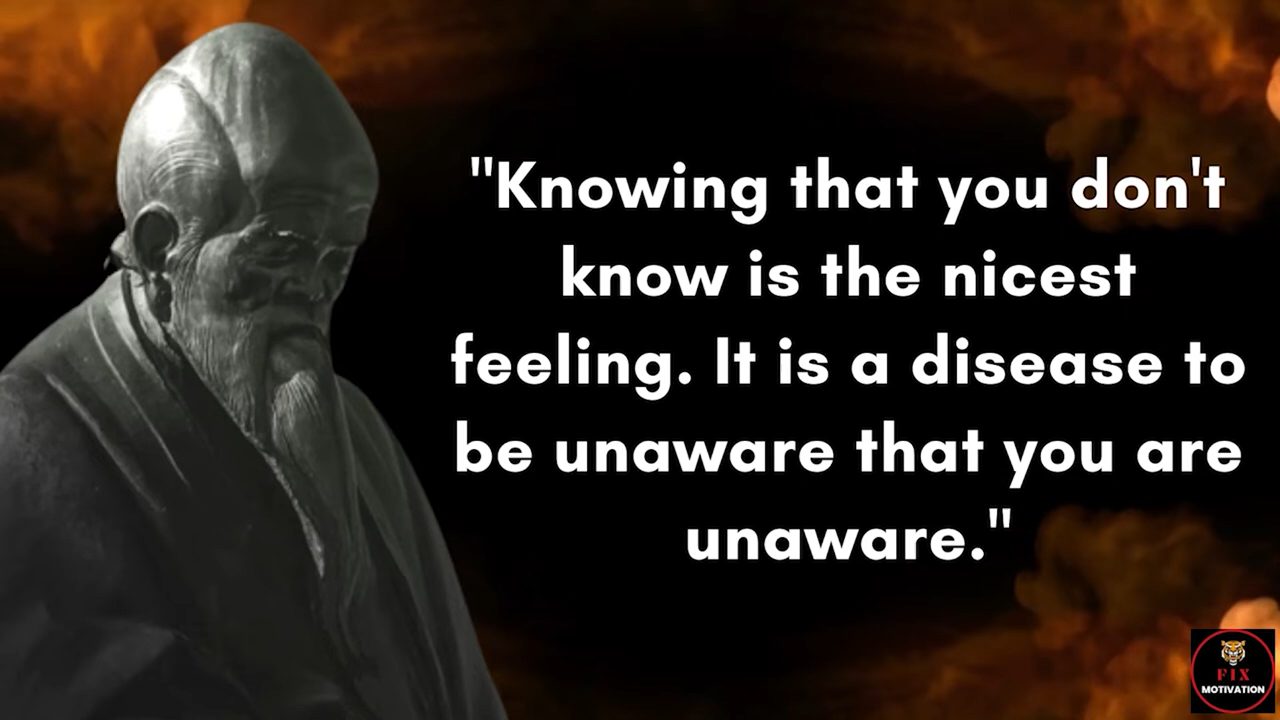 "Knowing that you don't
know is the nicest
feeling. It is a disease to
be unaware that you are
unaware."
FIX
MOTIVATION